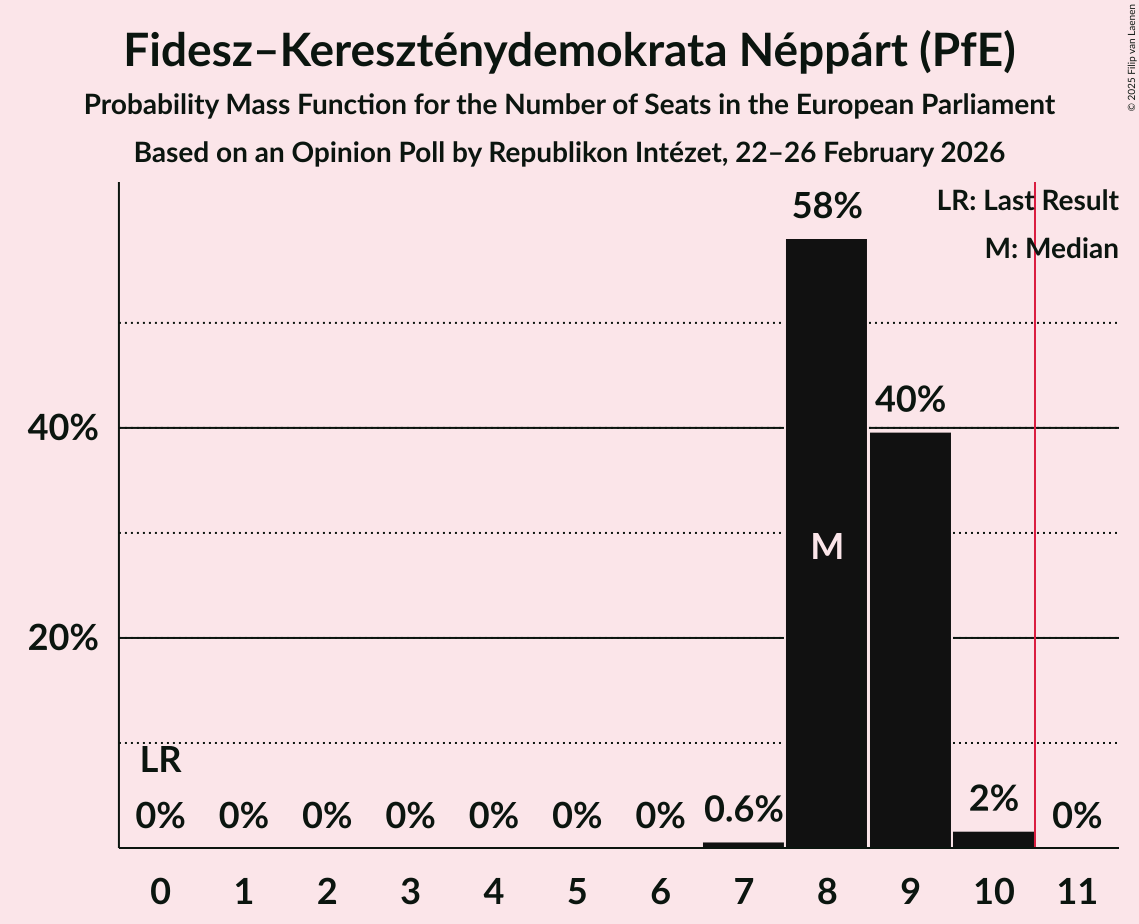 Fidesz–Kereszténydemokrata Néppárt (PfE)
Probability Mass Function for the Number of Seats in the European Parliament
Based on an Opinion Poll by Republikon Intézet, 22–26 February 2026
© 2025 Filip van Laenen
LR: Last Result
M: Median
58%
40%
40%
M
20%
LR
0% 0% 0% 0% 0% 0% 0% 0.6% 2% 0%
0 1 2 3 4 5 6 7 8 9 10 11